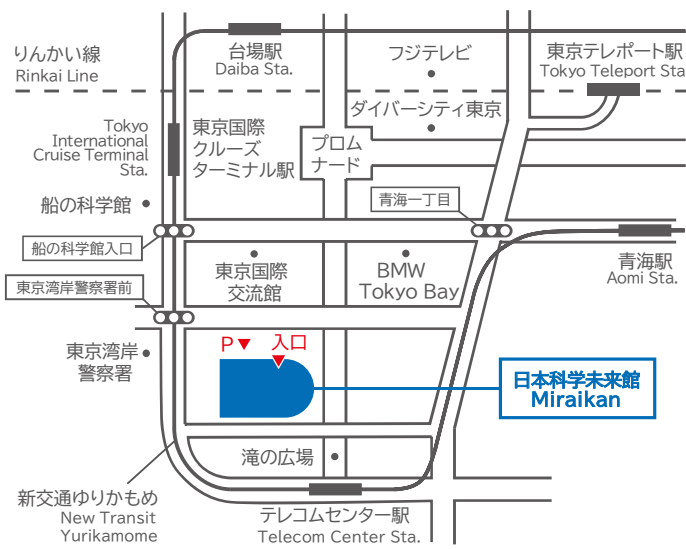 りんかい線
Rinkai Line
台場駅
Daiba Sta.
フジテレビ
東京テレポート駅
Tokyo Teleport Sta
ダイバーシティ東京
Tokyo
International
Cruise Terminal
Sta.
東京国際
クルーズ
ターミナル駅
プロム
ナード
船の科学館
青海一丁目
船の科学館入口
東京国際
交流館
BMW
Tokyo Bay
青海駅
Aomi Sta.
東京湾岸警察署前
東京湾岸
警察署
P
入口
日本科学未来館
Miraikan
滝の広場
新交通ゆりかもめ
New Transit
Yurikamome
テレコムセンター駅
Telecom Center Sta.